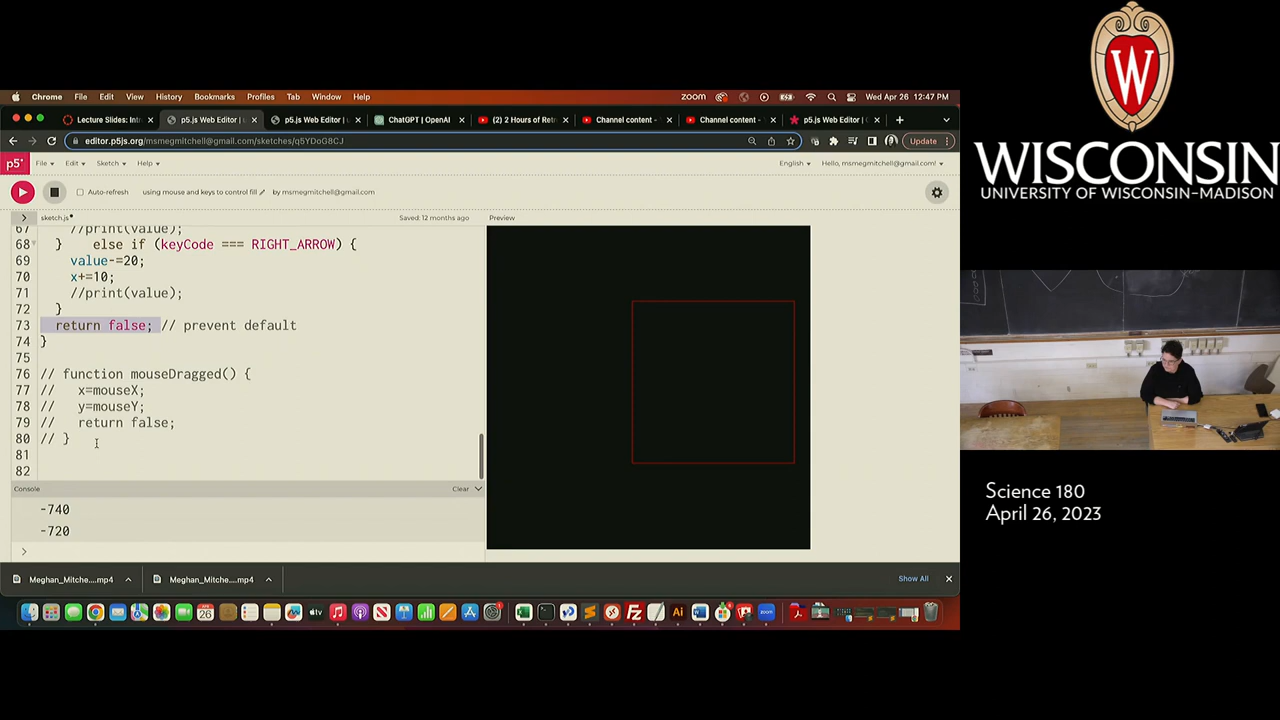 Chrome File Edit View History Bookmarks Profiles Tab Window Help
zoom Wed Apr 26 12:47 PM
Lecture Slides: Intr
p5.js Web Editor | u
p5.js Web Editor | u
ChatGPT | OpenAI
(2) 2 Hours of Retr
Channel content -
Channel content -
p5.js Web Editor | C
editor.p5js.org/msmegmitchell@gmail.com/sketches/q5YDoG8CJ
Update
p5* File Edit Sketch Help
English Hello, msmegmitchell@gmail.com!
Auto-refresh using mouse and keys to control fill by msmegmitchell@gmail.com
sketch.js Saved: 12 months ago Preview
67 //print(value);
68 } else if (keyCode === RIGHT_ARROW) {
69 value-=20;
70 x+=10;
71 //print(value);
72 }
73 return false; // prevent default
74 }
75
76 // function mouseDragged() {
77 // x=mouseX;
78 // y=mouseY;
79 // return false;
80 // }
81
82
Console Clear
-740
-720
Meghan_Mitche....mp4
Meghan_Mitche....mp4
Show All
W
WISCONSIN
UNIVERSITY OF WISCONSIN–MADISON
Science 180
April 26, 2023